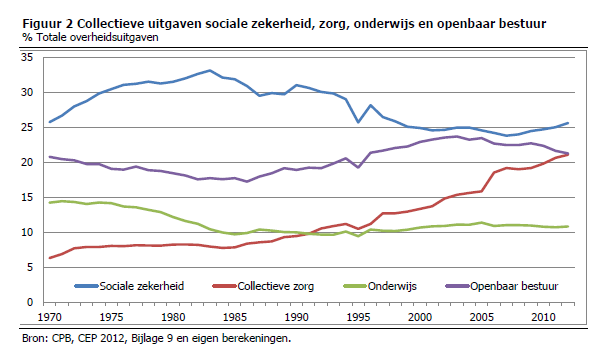 Figuur 2 Collectieve uitgaven sociale zekerheid, zorg, onderwijs en openbaar bestuur
% Totale overheidsuitgaven
35
30
25
20
15
10
5
0
1970 1975 1980 1985 1990 1995 2000 2005 2010
Sociale zekerheid Collectieve zorg Onderwijs Openbaar bestuur
Bron: CPB, CEP 2012, Bijlage 9 en eigen berekeningen.